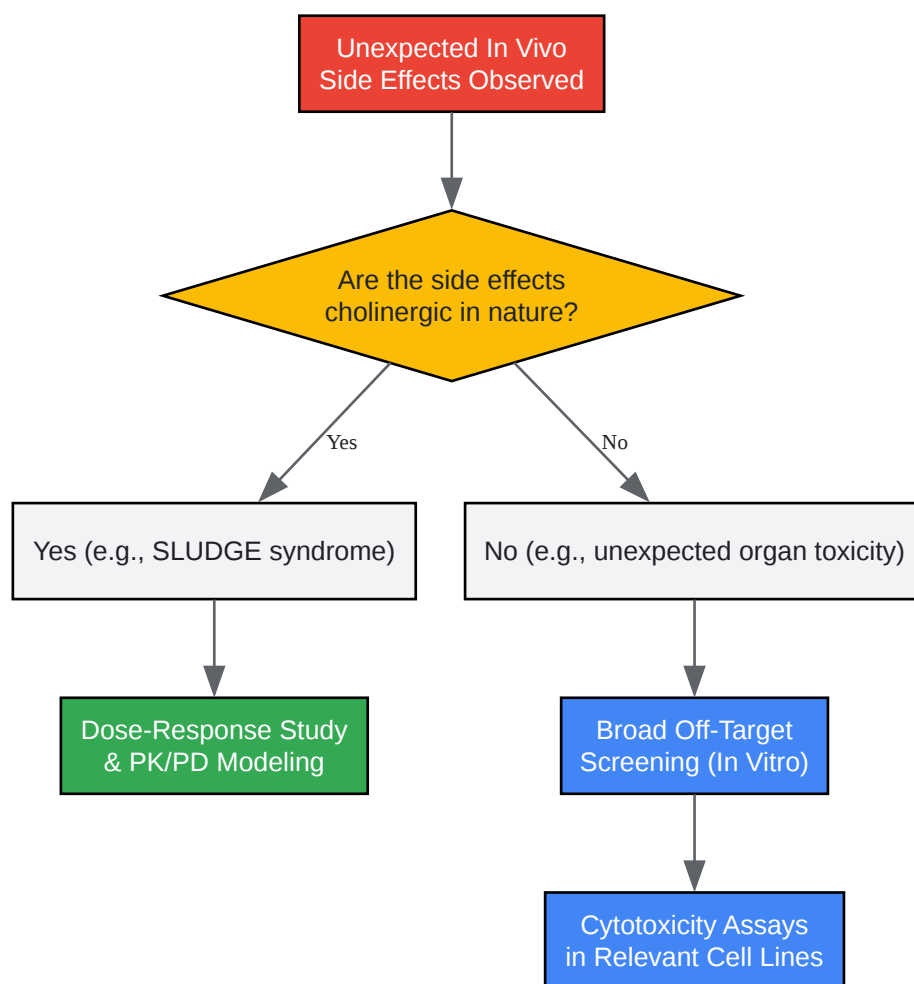 Unexpected In Vivo
Side Effects Observed
Are the side effects
cholinergic in nature?
Yes
No
Yes (e.g., SLUDGE syndrome)
No (e.g., unexpected organ toxicity)
Dose-Response Study
& PK/PD Modeling
Broad Off-Target
Screening (In Vitro)
Cytotoxicity Assays
in Relevant Cell Lines